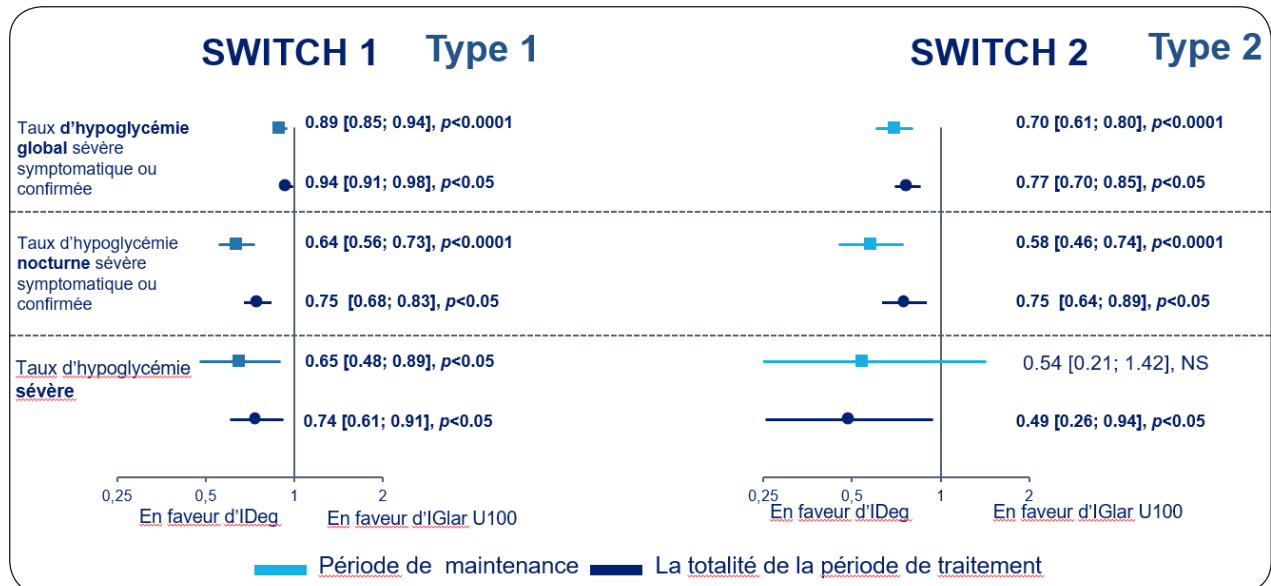 SWITCH 1 Type 1
SWITCH 2 Type 2
Taux d'hypoglycémie
global sévère
symptomatique ou
confirmée
0.89 [0.85; 0.94], p<0.0001
0.94 [0.91; 0.98], p<0.05
0.70 [0.61; 0.80], p<0.0001
0.77 [0.70; 0.85], p<0.05
Taux d'hypoglycémie
nocturne sévère
symptomatique ou
confirmée
0.64 [0.56; 0.73], p<0.0001
0.75 [0.68; 0.83], p<0.05
0.58 [0.46; 0.74], p<0.0001
0.75 [0.64; 0.89], p<0.05
Taux d'hypoglycémie
sévère
0.65 [0.48; 0.89], p<0.05
0.74 [0.61; 0.91], p<0.05
0.54 [0.21; 1.42], NS
0.49 [0.26; 0.94], p<0.05
0,25 0,5 1 2
En faveur d'IDeg En faveur d'IGlar U100
0,25 0,5 1 2
En faveur d'IDeg En faveur d'IGlar U100
Période de maintenance La totalité de la période de traitement